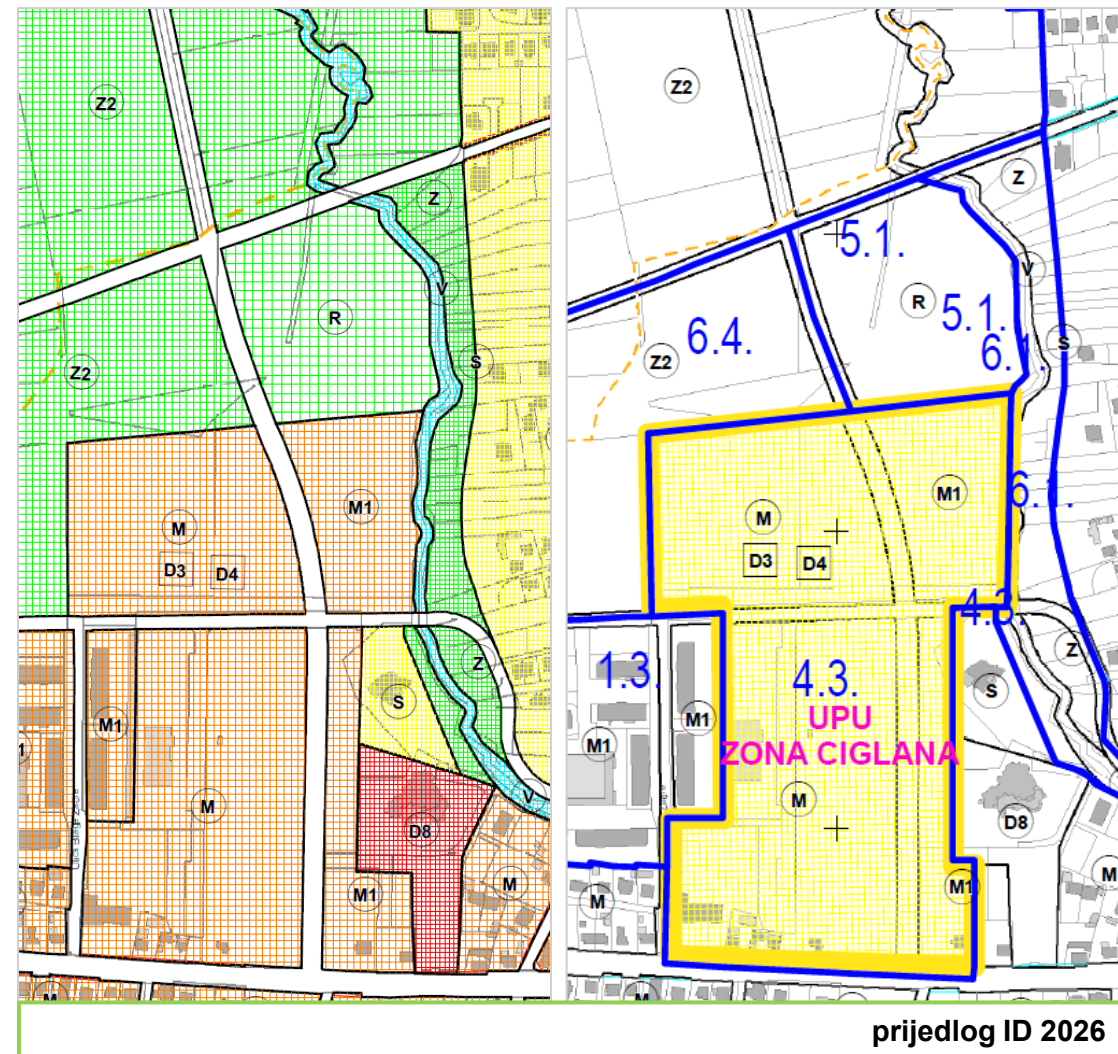 Z2
Z
V
R
S
Z2
M1
M
D3
D4
Z
S
M1
M
D8
V
M1
M
M
Z2
Z
5.1.
V
R
5.1.
S
6.4.
6.1.
Z2
M1
6.1.
M
D3
D4
4.3.
Z
1.3.
4.3.
S
M1
UPU
M1
ZONA CIGLANA
M
D8
M
M1
M
M
prijedlog ID 2026